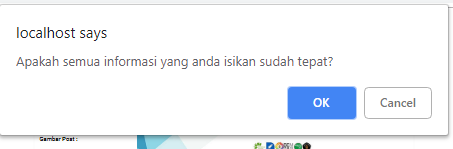 localhost says
Apakah semua informasi yang anda isikan sudah tepat?
OK
Cancel
Gambar Post :